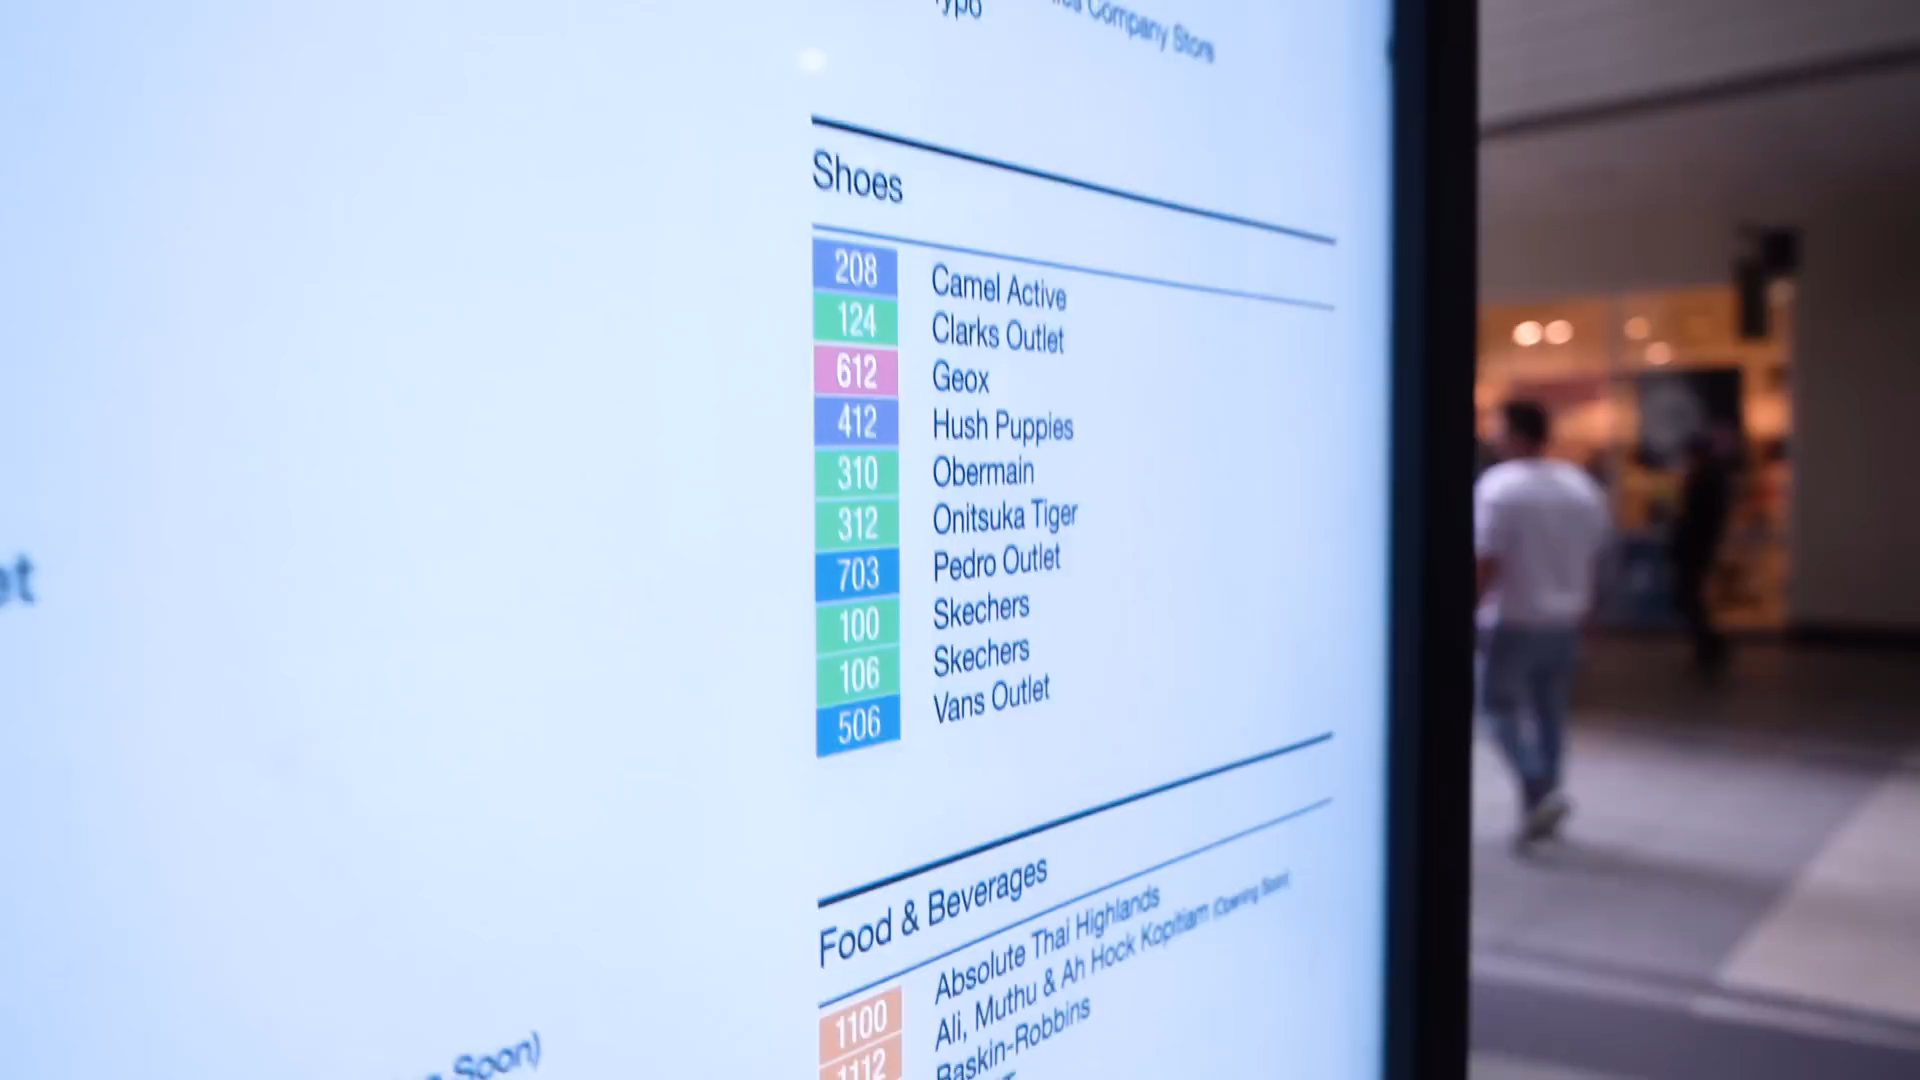 Company Store
Shoes
208 Camel Active
124 Clarks Outlet
612 Geox
412 Hush Puppies
310 Obermain
312 Onitsuka Tiger
703 Pedro Outlet
100 Skechers
106 Skechers
506 Vans Outlet
Food & Beverages
1100 Absolute Thai Highlands
1112 Ali, Muthu & Ah Hock Kopitiam (Opening Soon)
Baskin-Robbins
Soon)